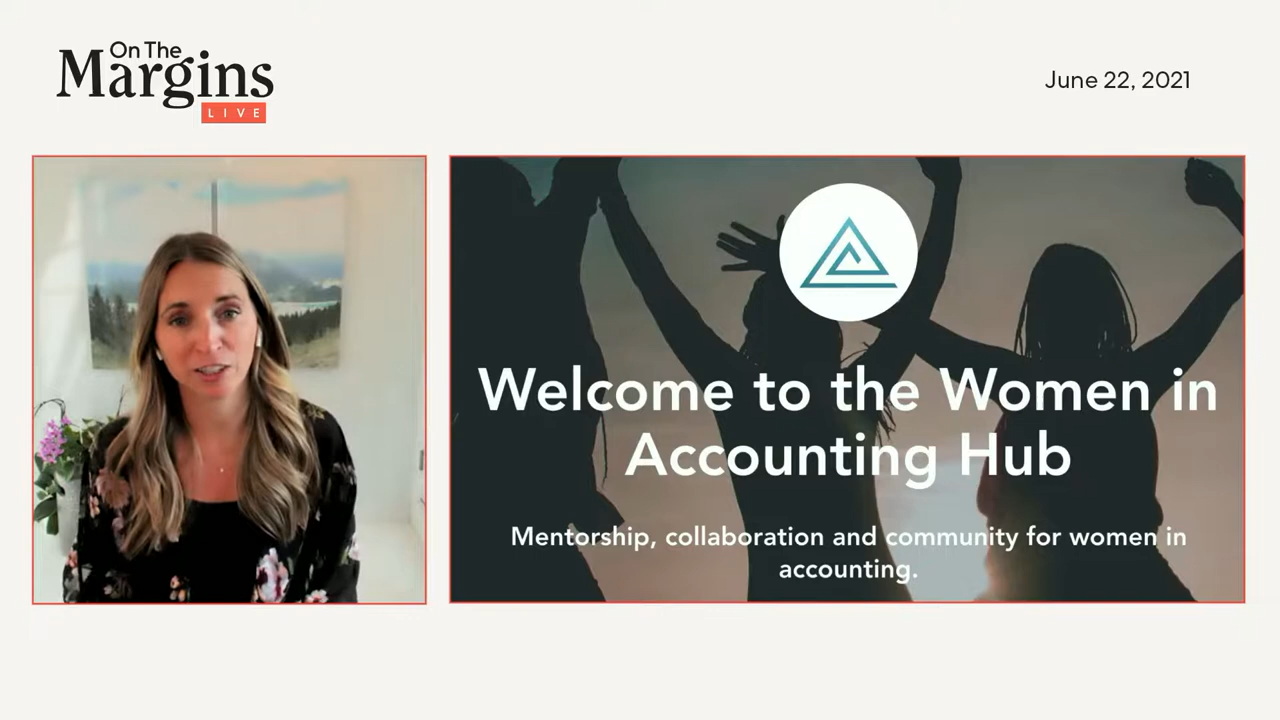 On The
Margins
LIVE
June 22, 2021
Welcome to the Women in
Accounting Hub
Mentorship, collaboration and community for women in
accounting.